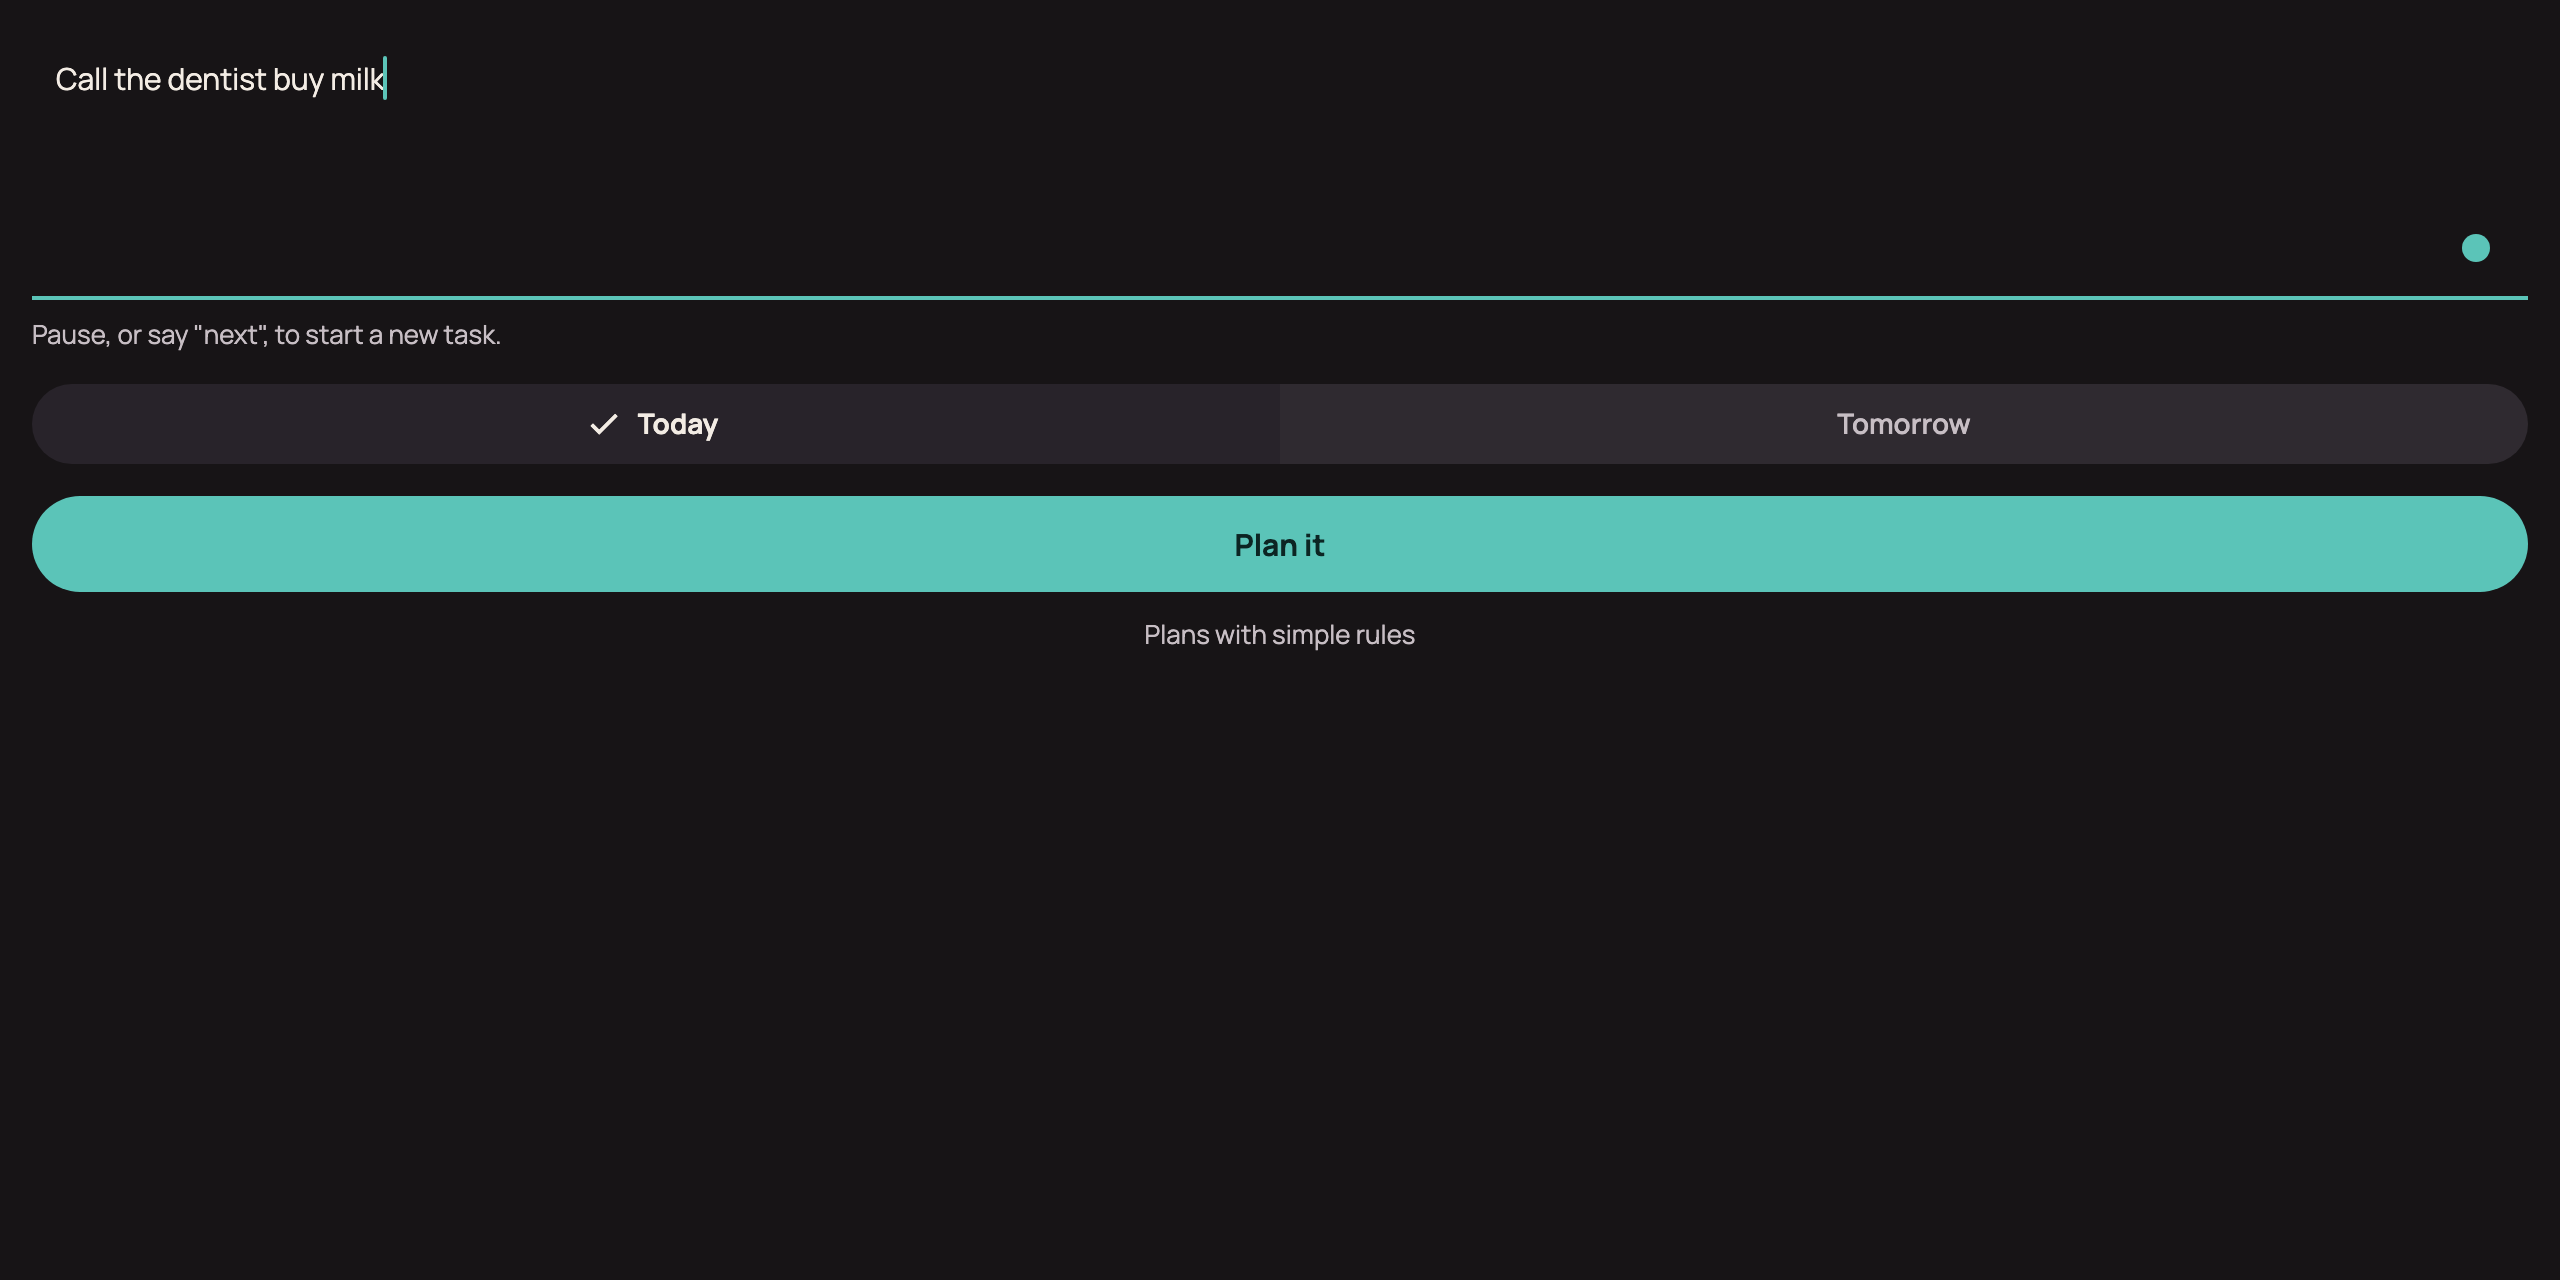 Call the dentist buy milk
Pause, or say "next", to start a new task.
Today
Tomorrow
Plan it
Plans with simple rules